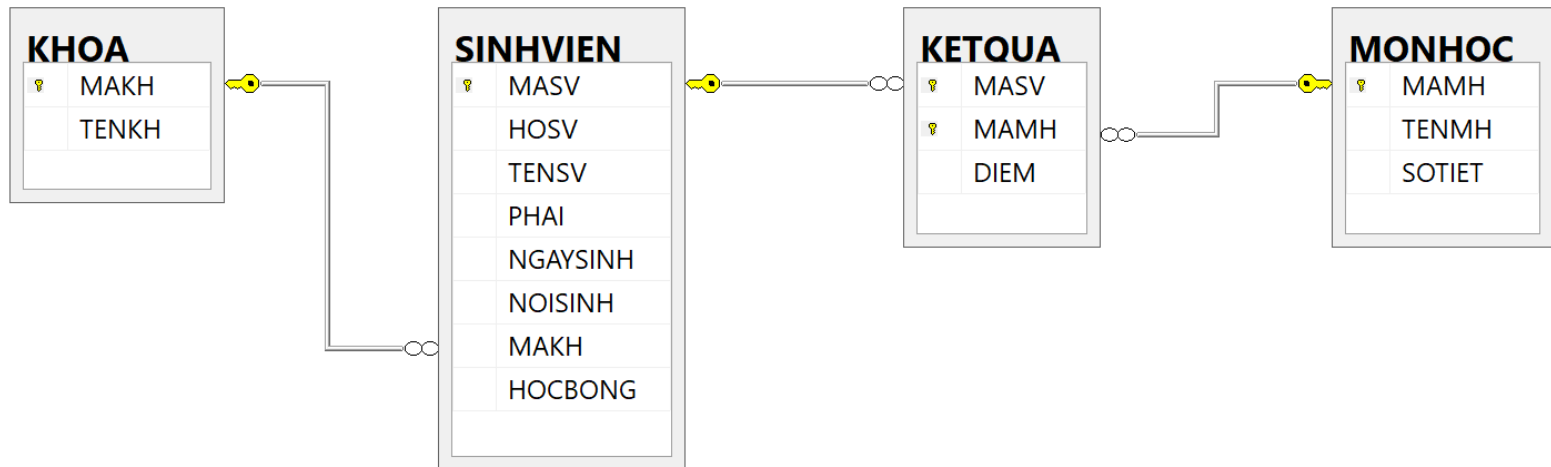 KHOA
MAKH
TENKH
SINHVIEN
MASV
HOSV
TENSV
PHAI
NGAYSINH
NOISINH
MAKH
HOCBONG
KETQUA
MASV
MAMH
DIEM
MONHOC
MAMH
TENMH
SOTIET